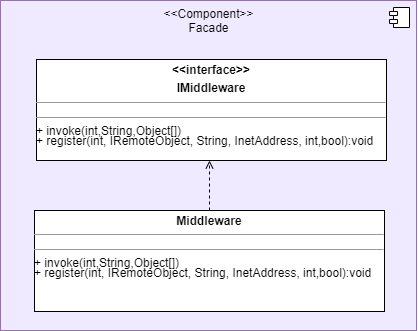 <<Component>>
Facade
<<interface>>
IMiddleware
+ invoke(int,String,Object[])
+ register(int, IRemoteObject, String, InetAddress, int,bool):void
Middleware
+ invoke(int,String,Object[])
+ register(int, IRemoteObject, String, InetAddress, int,bool):void